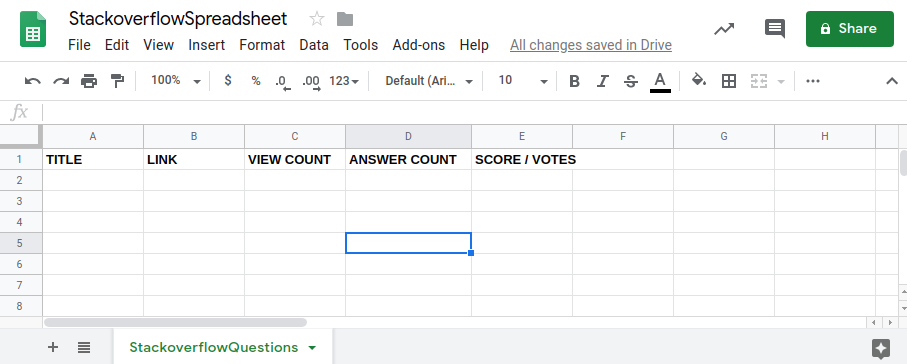 StackoverflowSpreadsheet
File Edit View Insert Format Data Tools Add-ons Help All changes saved in Drive
Share
100% $ % .0 .00 123 Default (Ari... 10 B I S A ...
fx
A B C D E F G H
1 TITLE LINK VIEW COUNT ANSWER COUNT SCORE / VOTES
2
3
4
5
6
7
8
+ StackoverflowQuestions